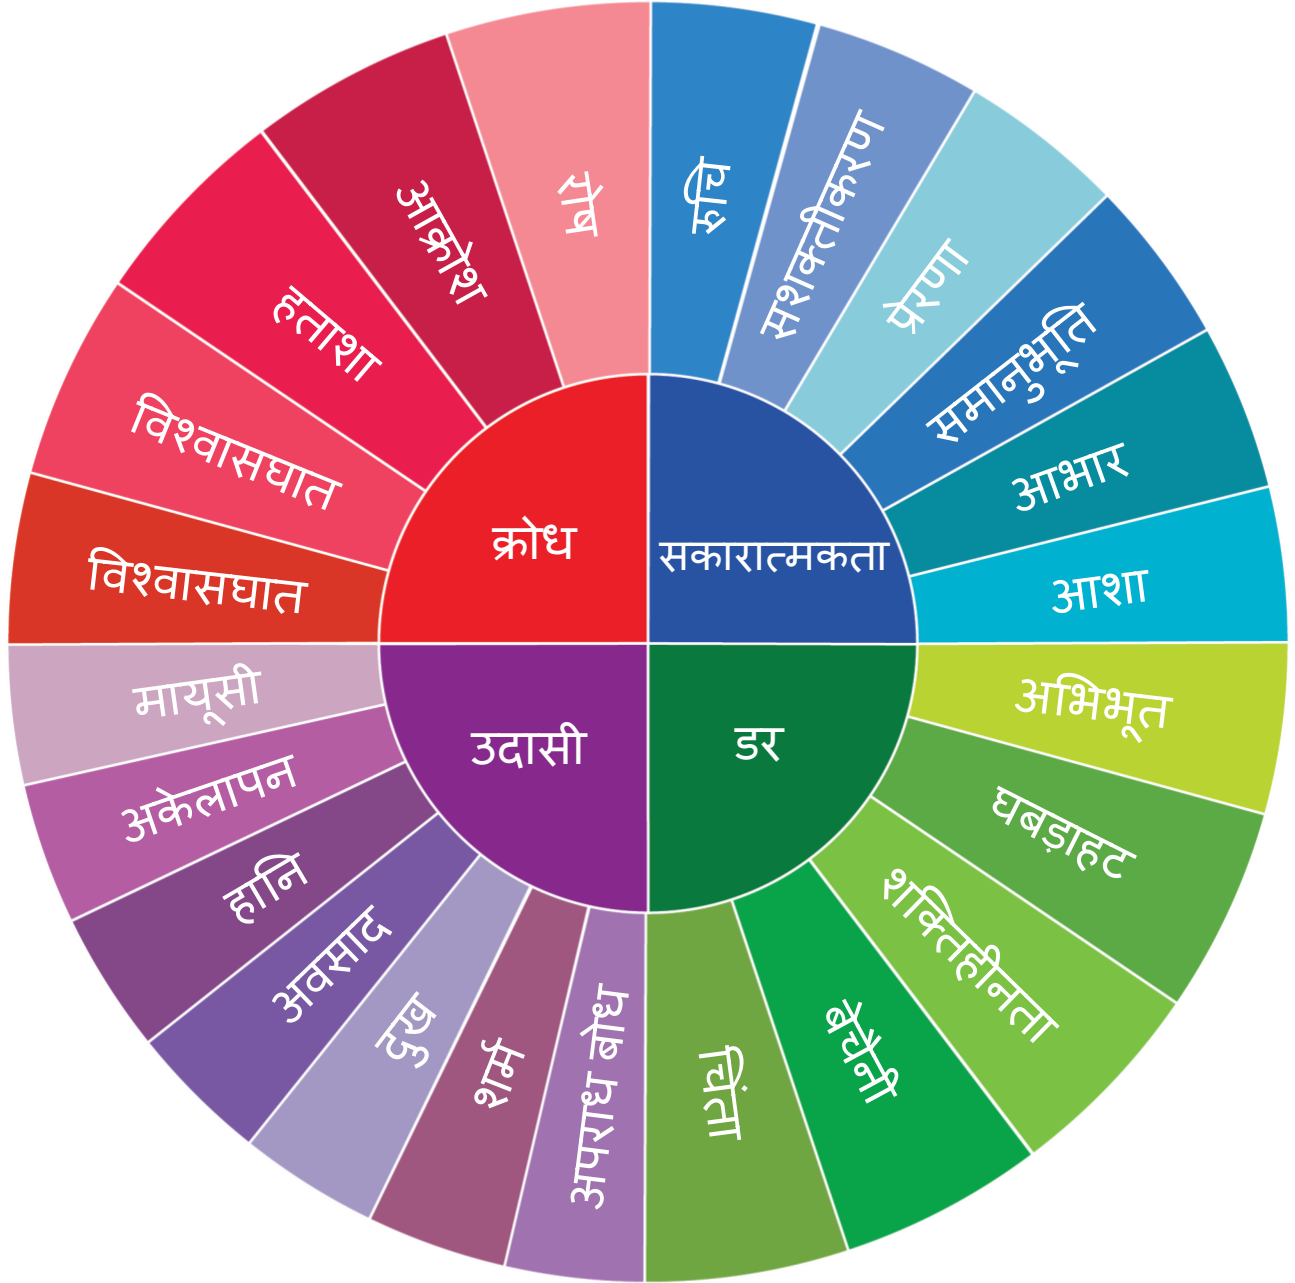 क्रोध
सकारात्मकता
उदासी
डर
रुचि
सशक्तीकरण
प्रेरणा
समानुभूति
आभार
आशा
अभिभूत
घबड़ाहट
शक्तिहीनता
बैचैनी
चिंता
अपराध बोध
शर्म
दुख
अवसाद
हानि
अकेलापन
मायूसी
विश्वासघात
विश्वासघात
हताशा
आक्रोश
रोब